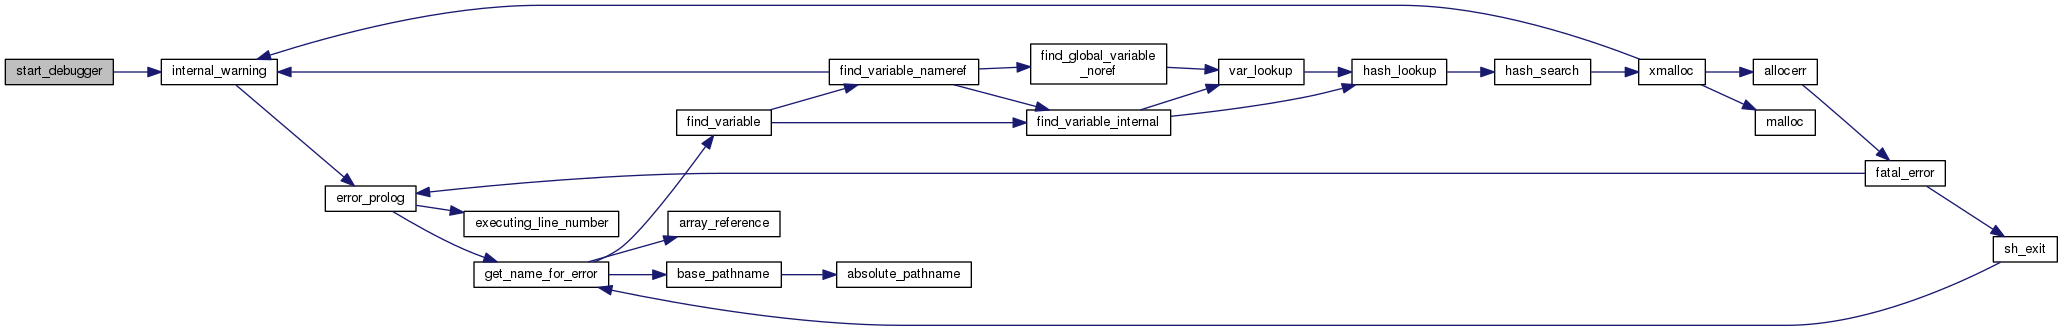 start_debugger
internal_warning
error_prolog
executing_line_number
get_name_for_error
find_variable
array_reference
base_pathname
absolute_pathname
find_variable_nameref
find_global_variable
_noref
find_variable_internal
var_lookup
hash_lookup
hash_search
xmalloc
allocerr
malloc
fatal_error
sh_exit